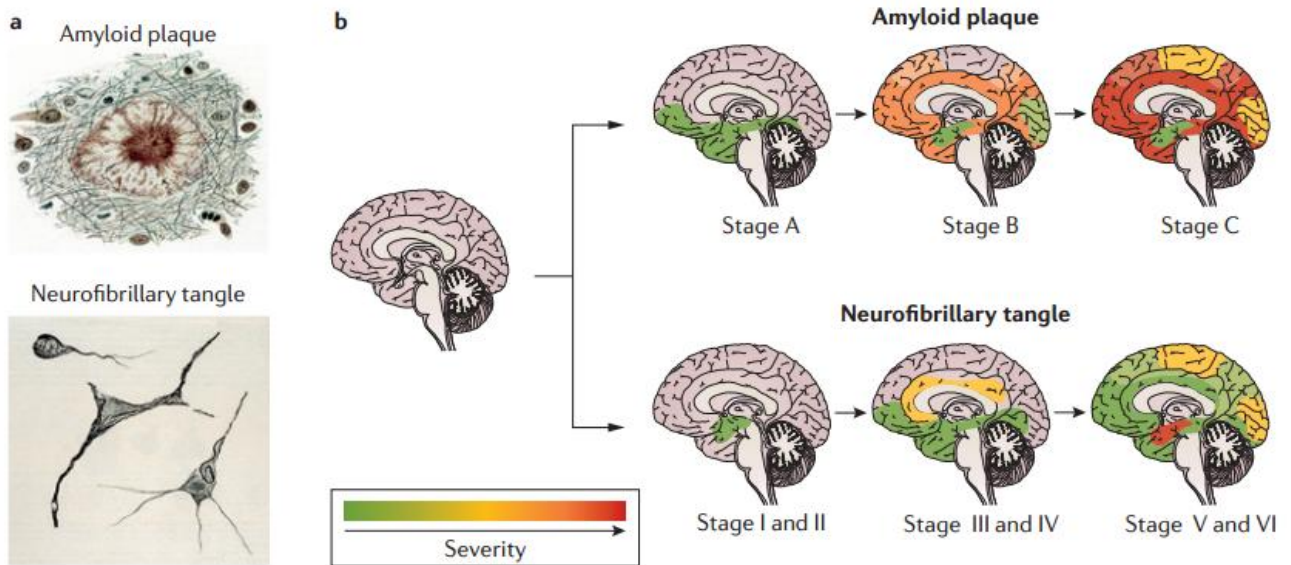 a
Amyloid plaque
Neurofibrillary tangle
b
Amyloid plaque
Stage A
Stage B
Stage C
Neurofibrillary tangle
Stage I and II
Stage III and IV
Stage V and VI
Severity